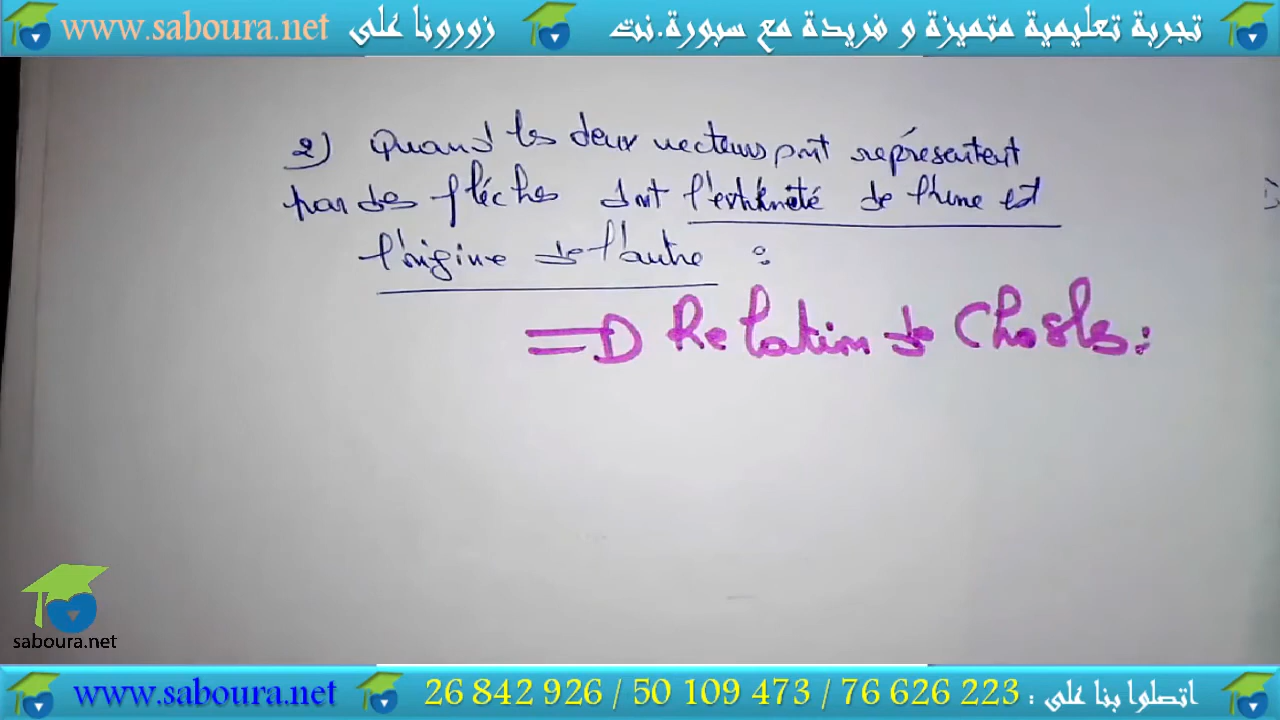 www.saboura.net زورونا على تجربة تعليمية متميزة و فريدة مع سبورة.نت
2) Quand les deux vecteurs sont représentent
par des fléches dont l'extrémité de l'une est
l'origine de l'autre :
=> Relation de Chasles :
saboura.net
www.saboura.net 26 842 926 / 50 109 473 / 76 626 223 : اتصلوا بنا على